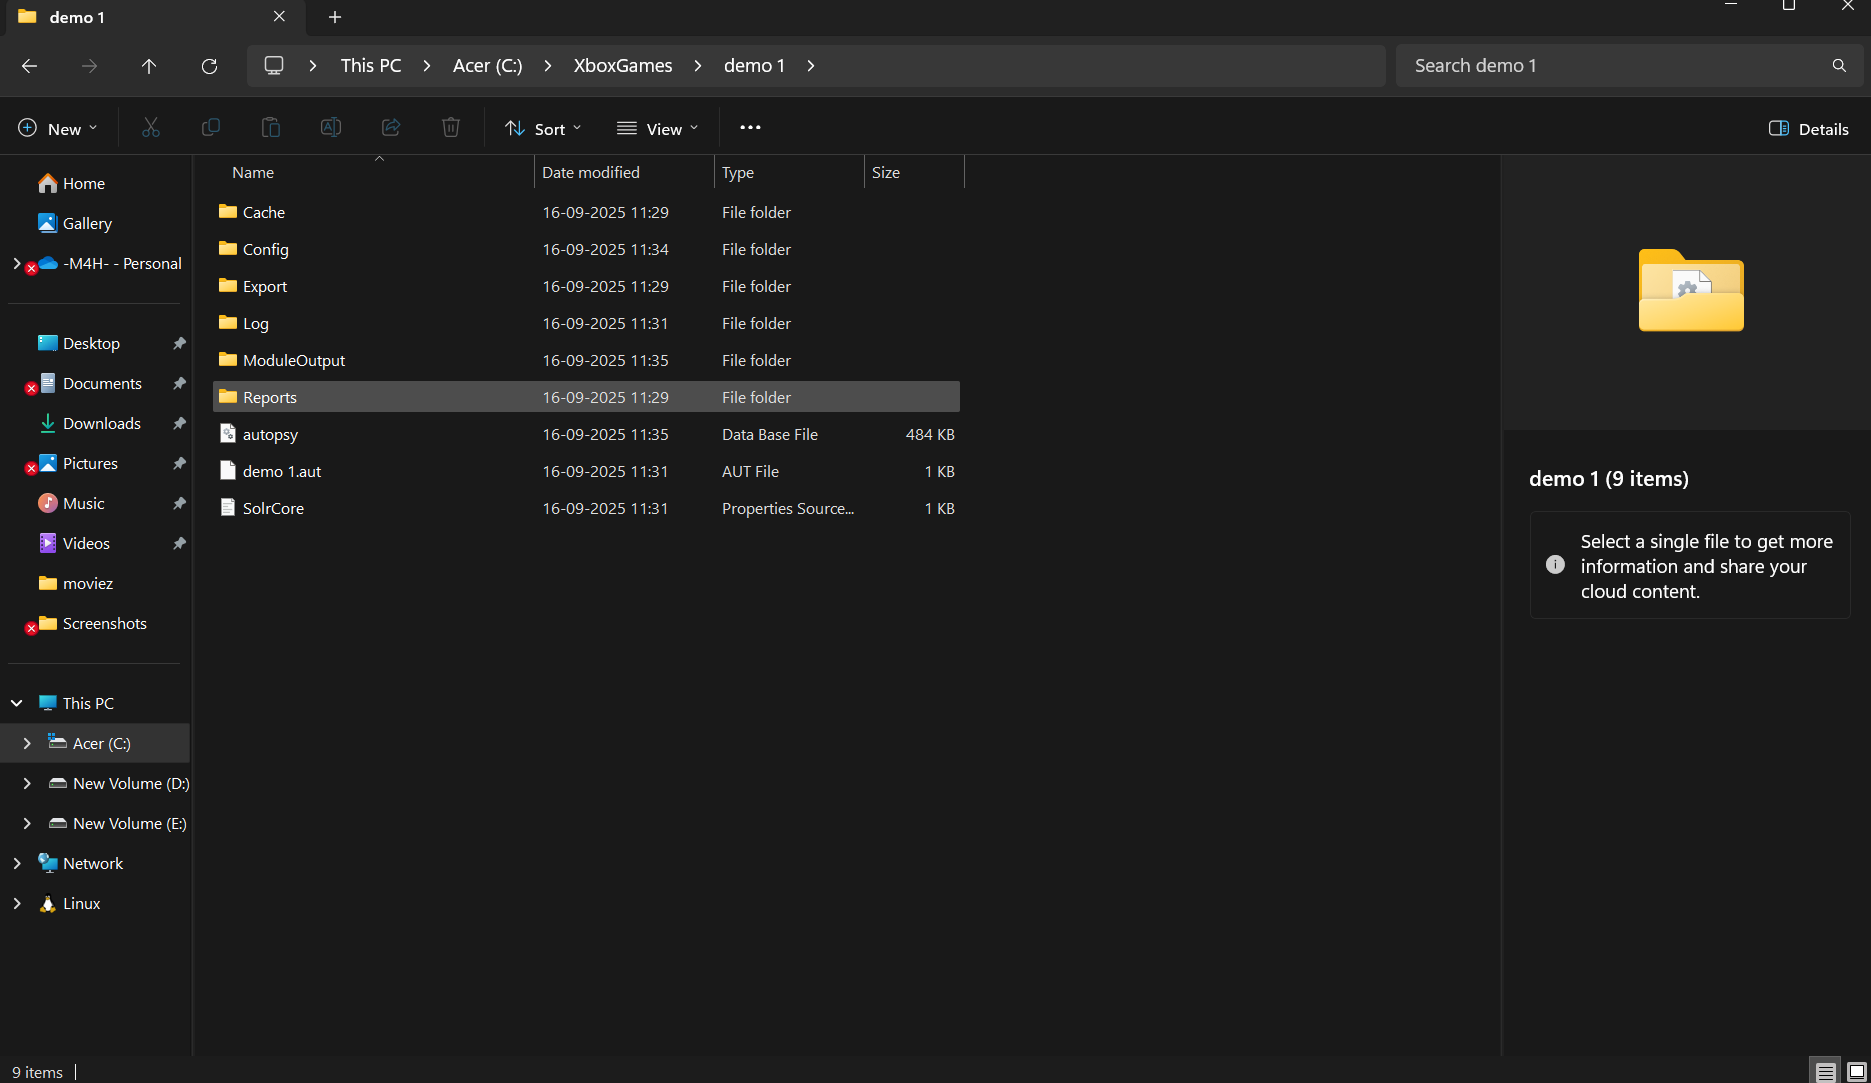 demo 1
This PC > Acer (C:) > XboxGames > demo 1 >
Search demo 1
New
Sort
View
Details
Home
Gallery
-M4H- - Personal
Desktop
Documents
Downloads
Pictures
Music
Videos
moviez
Screenshots
This PC
Acer (C:)
New Volume (D:)
New Volume (E:)
Network
Linux
Name Date modified Type Size
Cache 16-09-2025 11:29 File folder
Config 16-09-2025 11:34 File folder
Export 16-09-2025 11:29 File folder
Log 16-09-2025 11:31 File folder
ModuleOutput 16-09-2025 11:35 File folder
Reports 16-09-2025 11:29 File folder
autopsy 16-09-2025 11:35 Data Base File 484 KB
demo 1.aut 16-09-2025 11:31 AUT File 1 KB
SolrCore 16-09-2025 11:31 Properties Source... 1 KB
demo 1 (9 items)
Select a single file to get more
information and share your
cloud content.
9 items